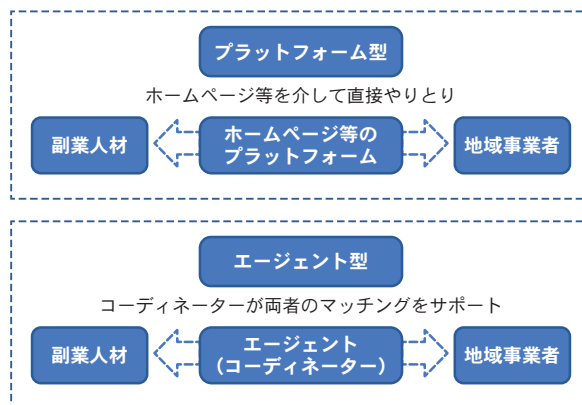 プラットフォーム型
ホームページ等を介して直接やりとり
副業人材
ホームページ等の
プラットフォーム
地域事業者
エージェント型
コーディネーターが両者のマッチングをサポート
副業人材
エージェント
（コーディネーター）
地域事業者